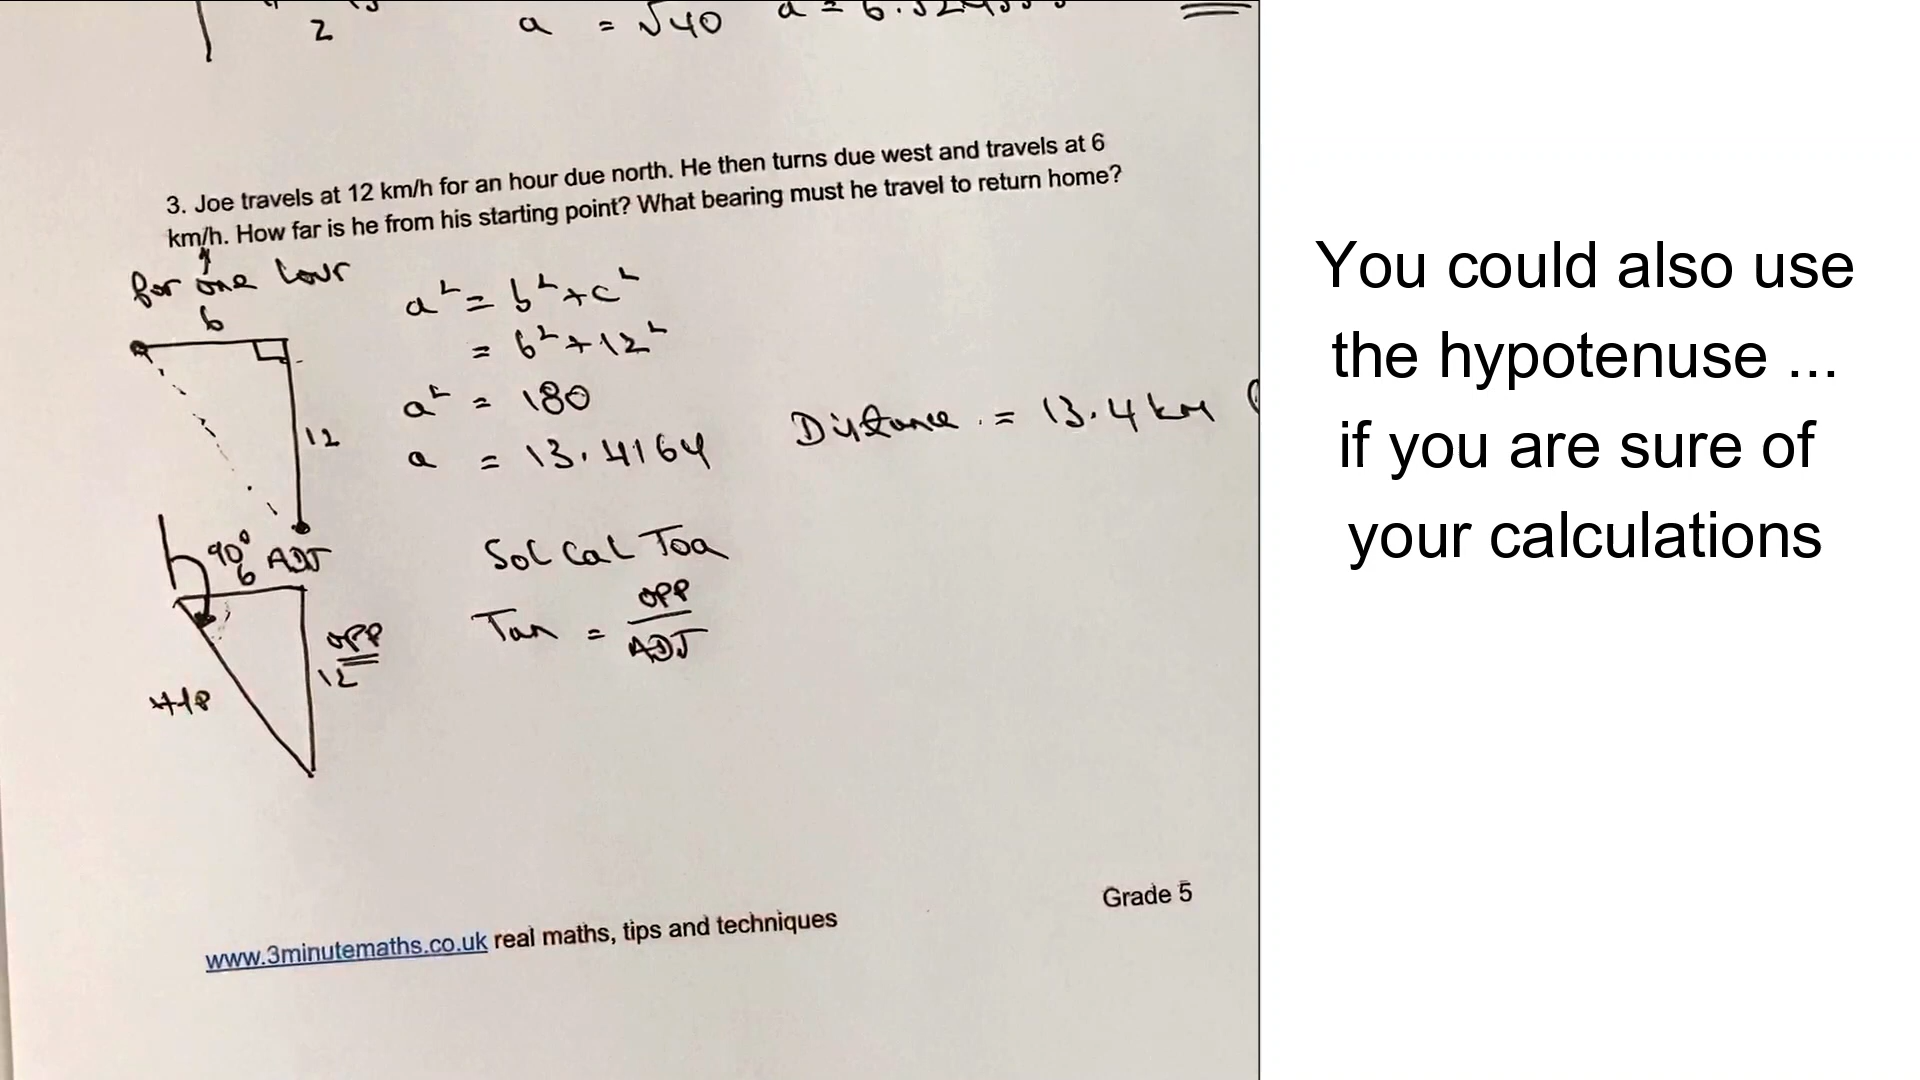 2
a = √40
3. Joe travels at 12 km/h for an hour due north. He then turns due west and travels at 6
km/h. How far is he from his starting point? What bearing must he travel to return home?
for one hour
6
a² = b² + c²
= 6² + 12²
12
a² = 180
a = 13.4164
Distance = 13.4 km
90°
6 ADJ
OPP
12
HYP
Soh Cah Toa
Tan = OPP
ADJ
Grade 5
www.3minutemaths.co.uk real maths, tips and techniques
You could also use
the hypotenuse ...
if you are sure of
your calculations